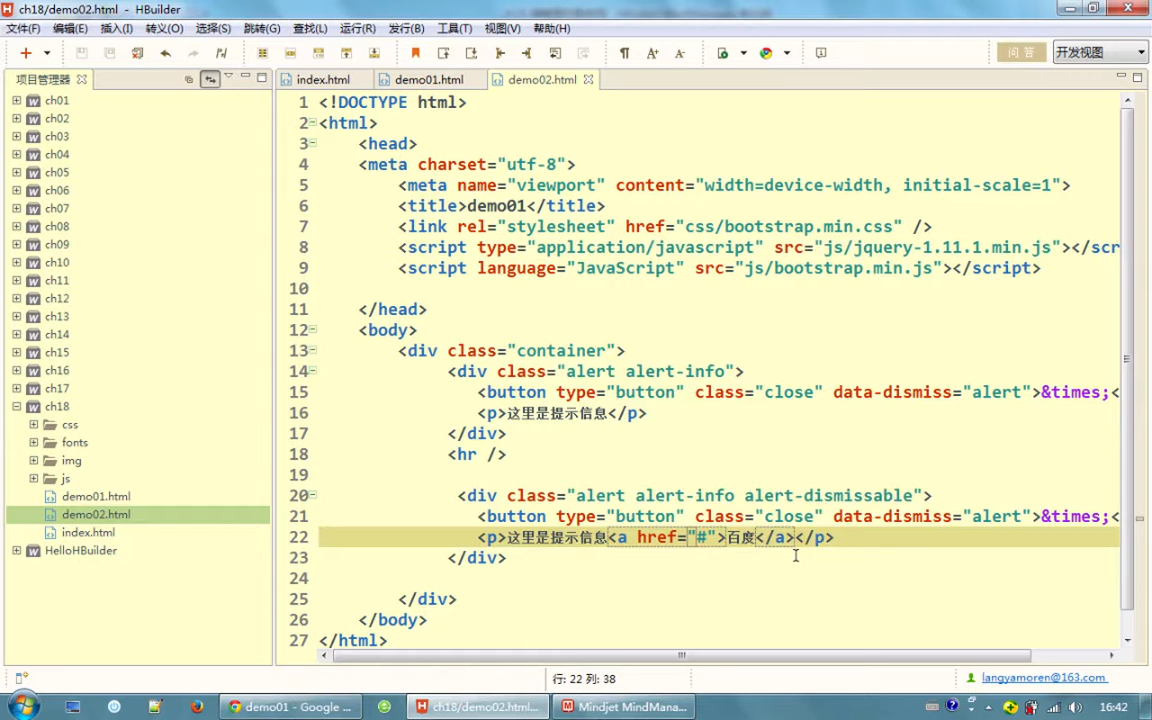 ch18/demo02.html - HBuilder
文件(F) 编辑(E) 插入(I) 转义(O) 选择(S) 跳转(G) 查找(L) 运行(R) 发行(B) 工具(T) 视图(V) 帮助(H)
问 答 开发视图
项目管理器 index.html demo01.html demo02.html
ch01
ch02
ch03
ch04
ch05
ch06
ch07
ch08
ch09
ch10
ch11
ch12
ch13
ch14
ch15
ch16
ch17
ch18
css
fonts
img
js
demo01.html
demo02.html
index.html
HelloHBuilder
1 <!DOCTYPE html>
2 <html>
3 <head>
4 <meta charset="utf-8">
5 <meta name="viewport" content="width=device-width, initial-scale=1">
6 <title>demo01</title>
7 <link rel="stylesheet" href="css/bootstrap.min.css" />
8 <script type="application/javascript" src="js/jquery-1.11.1.min.js"></scr
9 <script language="JavaScript" src="js/bootstrap.min.js"></script>
10
11 </head>
12 <body>
13 <div class="container">
14 <div class="alert alert-info">
15 <button type="button" class="close" data-dismiss="alert">&times;<
16 <p>这里是提示信息</p>
17 </div>
18 <hr />
19
20 <div class="alert alert-info alert-dismissable">
21 <button type="button" class="close" data-dismiss="alert">&times;<
22 <p>这里是提示信息<a href="#">百度</a></p>
23 </div>
24
25 </div>
26 </body>
27 </html>
行: 22 列: 38
langyamoren@163.com
demo01 - Google ... ch18/demo02.html... Mindjet MindMana... 16:42